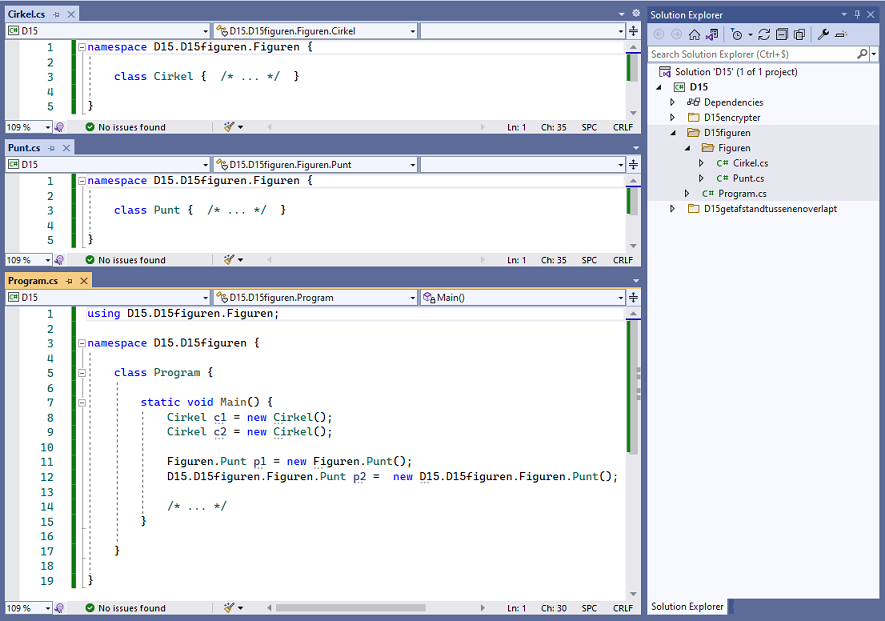 Cirkel.cs
D15
D15.D15figuren.Figuren.Cirkel
1 namespace D15.D15figuren.Figuren {
2
3 class Cirkel { /* ... */ }
4
5 }
109 %
No issues found
Ln: 1 Ch: 35 SPC CRLF
Punt.cs
D15
D15.D15figuren.Figuren.Punt
1 namespace D15.D15figuren.Figuren {
2
3 class Punt { /* ... */ }
4
5 }
109 %
No issues found
Ln: 1 Ch: 35 SPC CRLF
Program.cs
D15
D15.D15figuren.Program
Main()
1 using D15.D15figuren.Figuren;
2
3 namespace D15.D15figuren {
4
5 class Program {
6
7 static void Main() {
8 Cirkel c1 = new Cirkel();
9 Cirkel c2 = new Cirkel();
10
11 Figuren.Punt p1 = new Figuren.Punt();
12 D15.D15figuren.Figuren.Punt p2 =  new D15.D15figuren.Figuren.Punt();
13
14 /* ... */
15 }
16
17 }
18
19 }
109 %
No issues found
Ln: 1 Ch: 30 SPC CRLF
Solution Explorer
Search Solution Explorer (Ctrl+$)
Solution 'D15' (1 of 1 project)
C# D15
Dependencies
D15encrypter
D15figuren
Figuren
C# Cirkel.cs
C# Punt.cs
C# Program.cs
D15getafstandtussenenoverlapt
Solution Explorer